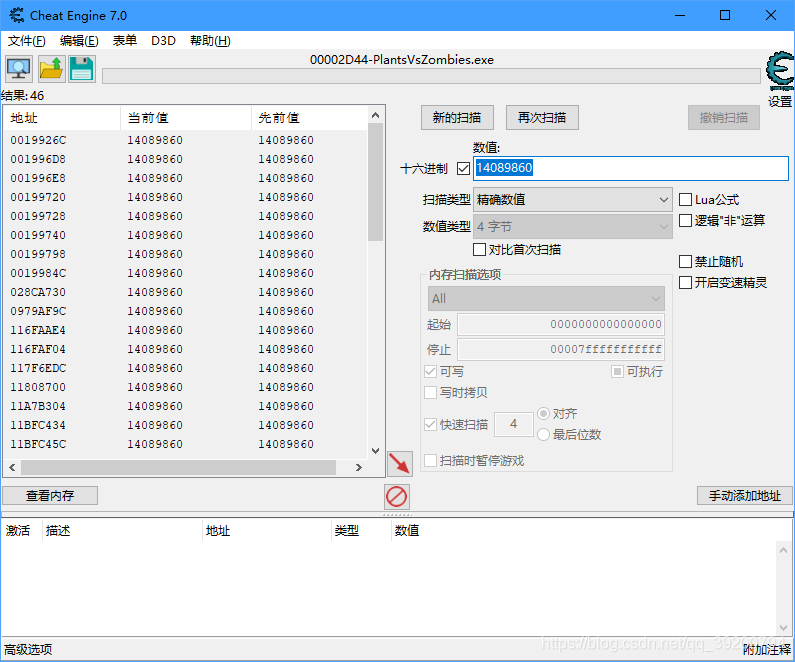 Cheat Engine 7.0
文件(F) 编辑(E) 表单 D3D 帮助(H)
00002D44-PlantsVsZombies.exe
结果: 46
设置
地址 当前值 先前值
0019926C 14089860 14089860
001996D8 14089860 14089860
001996E8 14089860 14089860
00199720 14089860 14089860
00199728 14089860 14089860
00199740 14089860 14089860
00199798 14089860 14089860
0019984C 14089860 14089860
028CA730 14089860 14089860
0979AF9C 14089860 14089860
116FAAE4 14089860 14089860
116FAF04 14089860 14089860
117F6EDC 14089860 14089860
11808700 14089860 14089860
11A7B304 14089860 14089860
11BFC434 14089860 14089860
11BFC45C 14089860 14089860
新的扫描 再次扫描 撤销扫描
数值:
十六进制 14089860
扫描类型 精确数值 Lua公式
数值类型 4 字节 逻辑"非"运算
对比首次扫描
禁止随机
开启变速精灵
内存扫描选项
All
起始 0000000000000000
停止 00007fffffffffff
可写 可执行
写时拷贝
快速扫描 4 对齐
最后位数
扫描时暂停游戏
查看内存 手动添加地址
激活 描述 地址 类型 数值
高级选项 附加注释